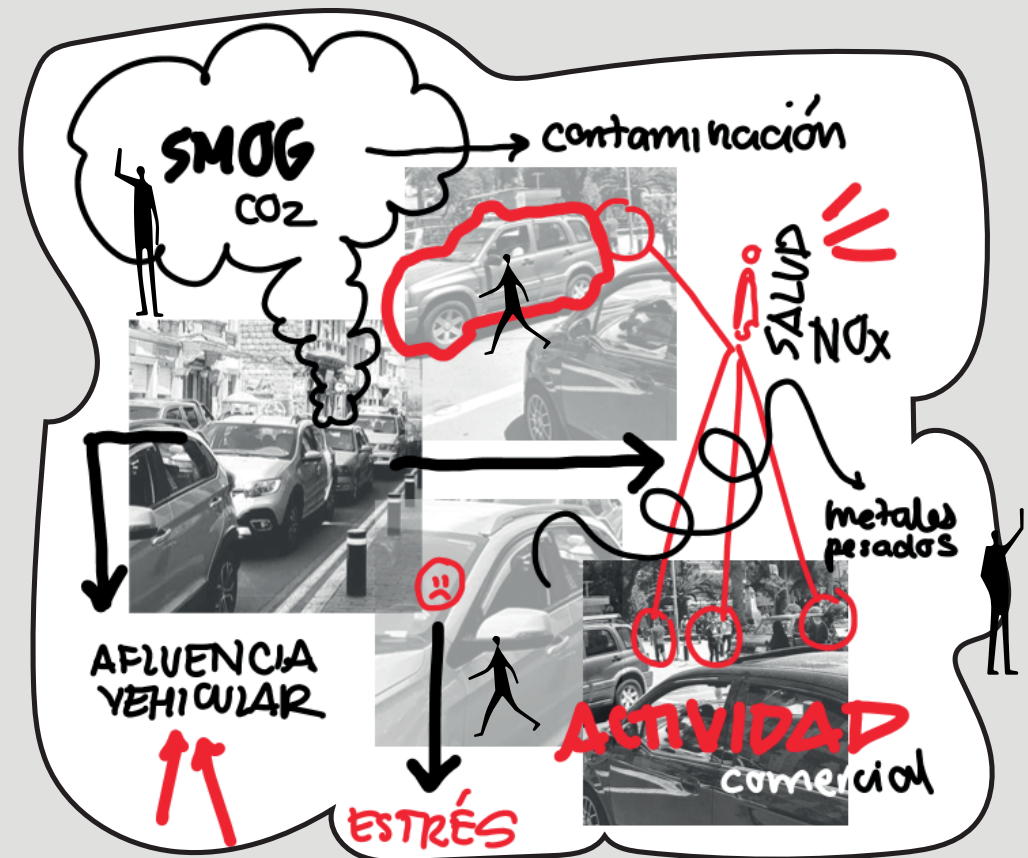 SMOG
CO2
contaminación
SALUD
NOx
metales
pesados
AFLUENCIA
VEHICULAR
ACTIVIDAD
comercial
ESTRÉS